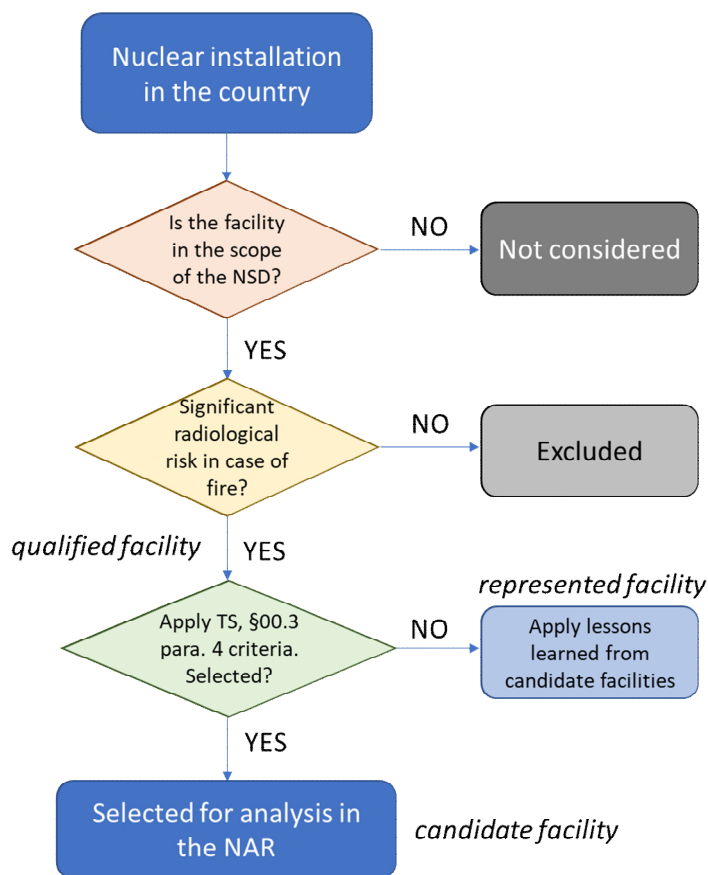 Nuclear installation
in the country
Is the facility
in the scope
of the NSD?
NO
Not considered
YES
Significant
radiological
risk in case of
fire?
NO
Excluded
qualified facility
YES
represented facility
Apply TS, §00.3
para. 4 criteria.
Selected?
NO
Apply lessons
learned from
candidate facilities
YES
Selected for analysis in
the NAR
candidate facility